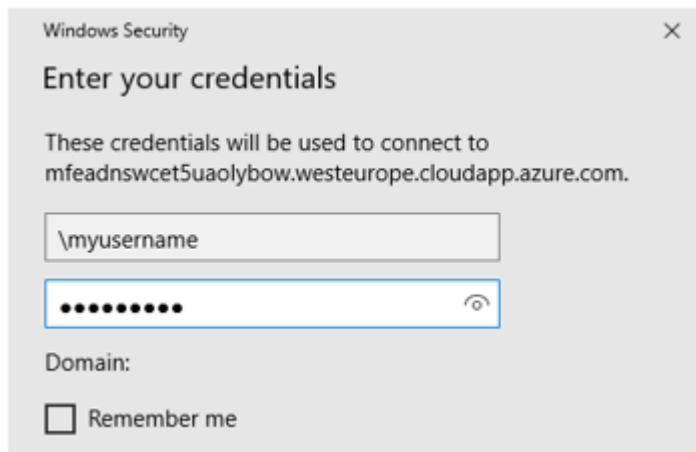 Windows Security
Enter your credentials
These credentials will be used to connect to
mfeadnswcet5uaolybow.westeurope.cloudapp.azure.com.
\myusername
●●●●●●●●●
Domain:
Remember me